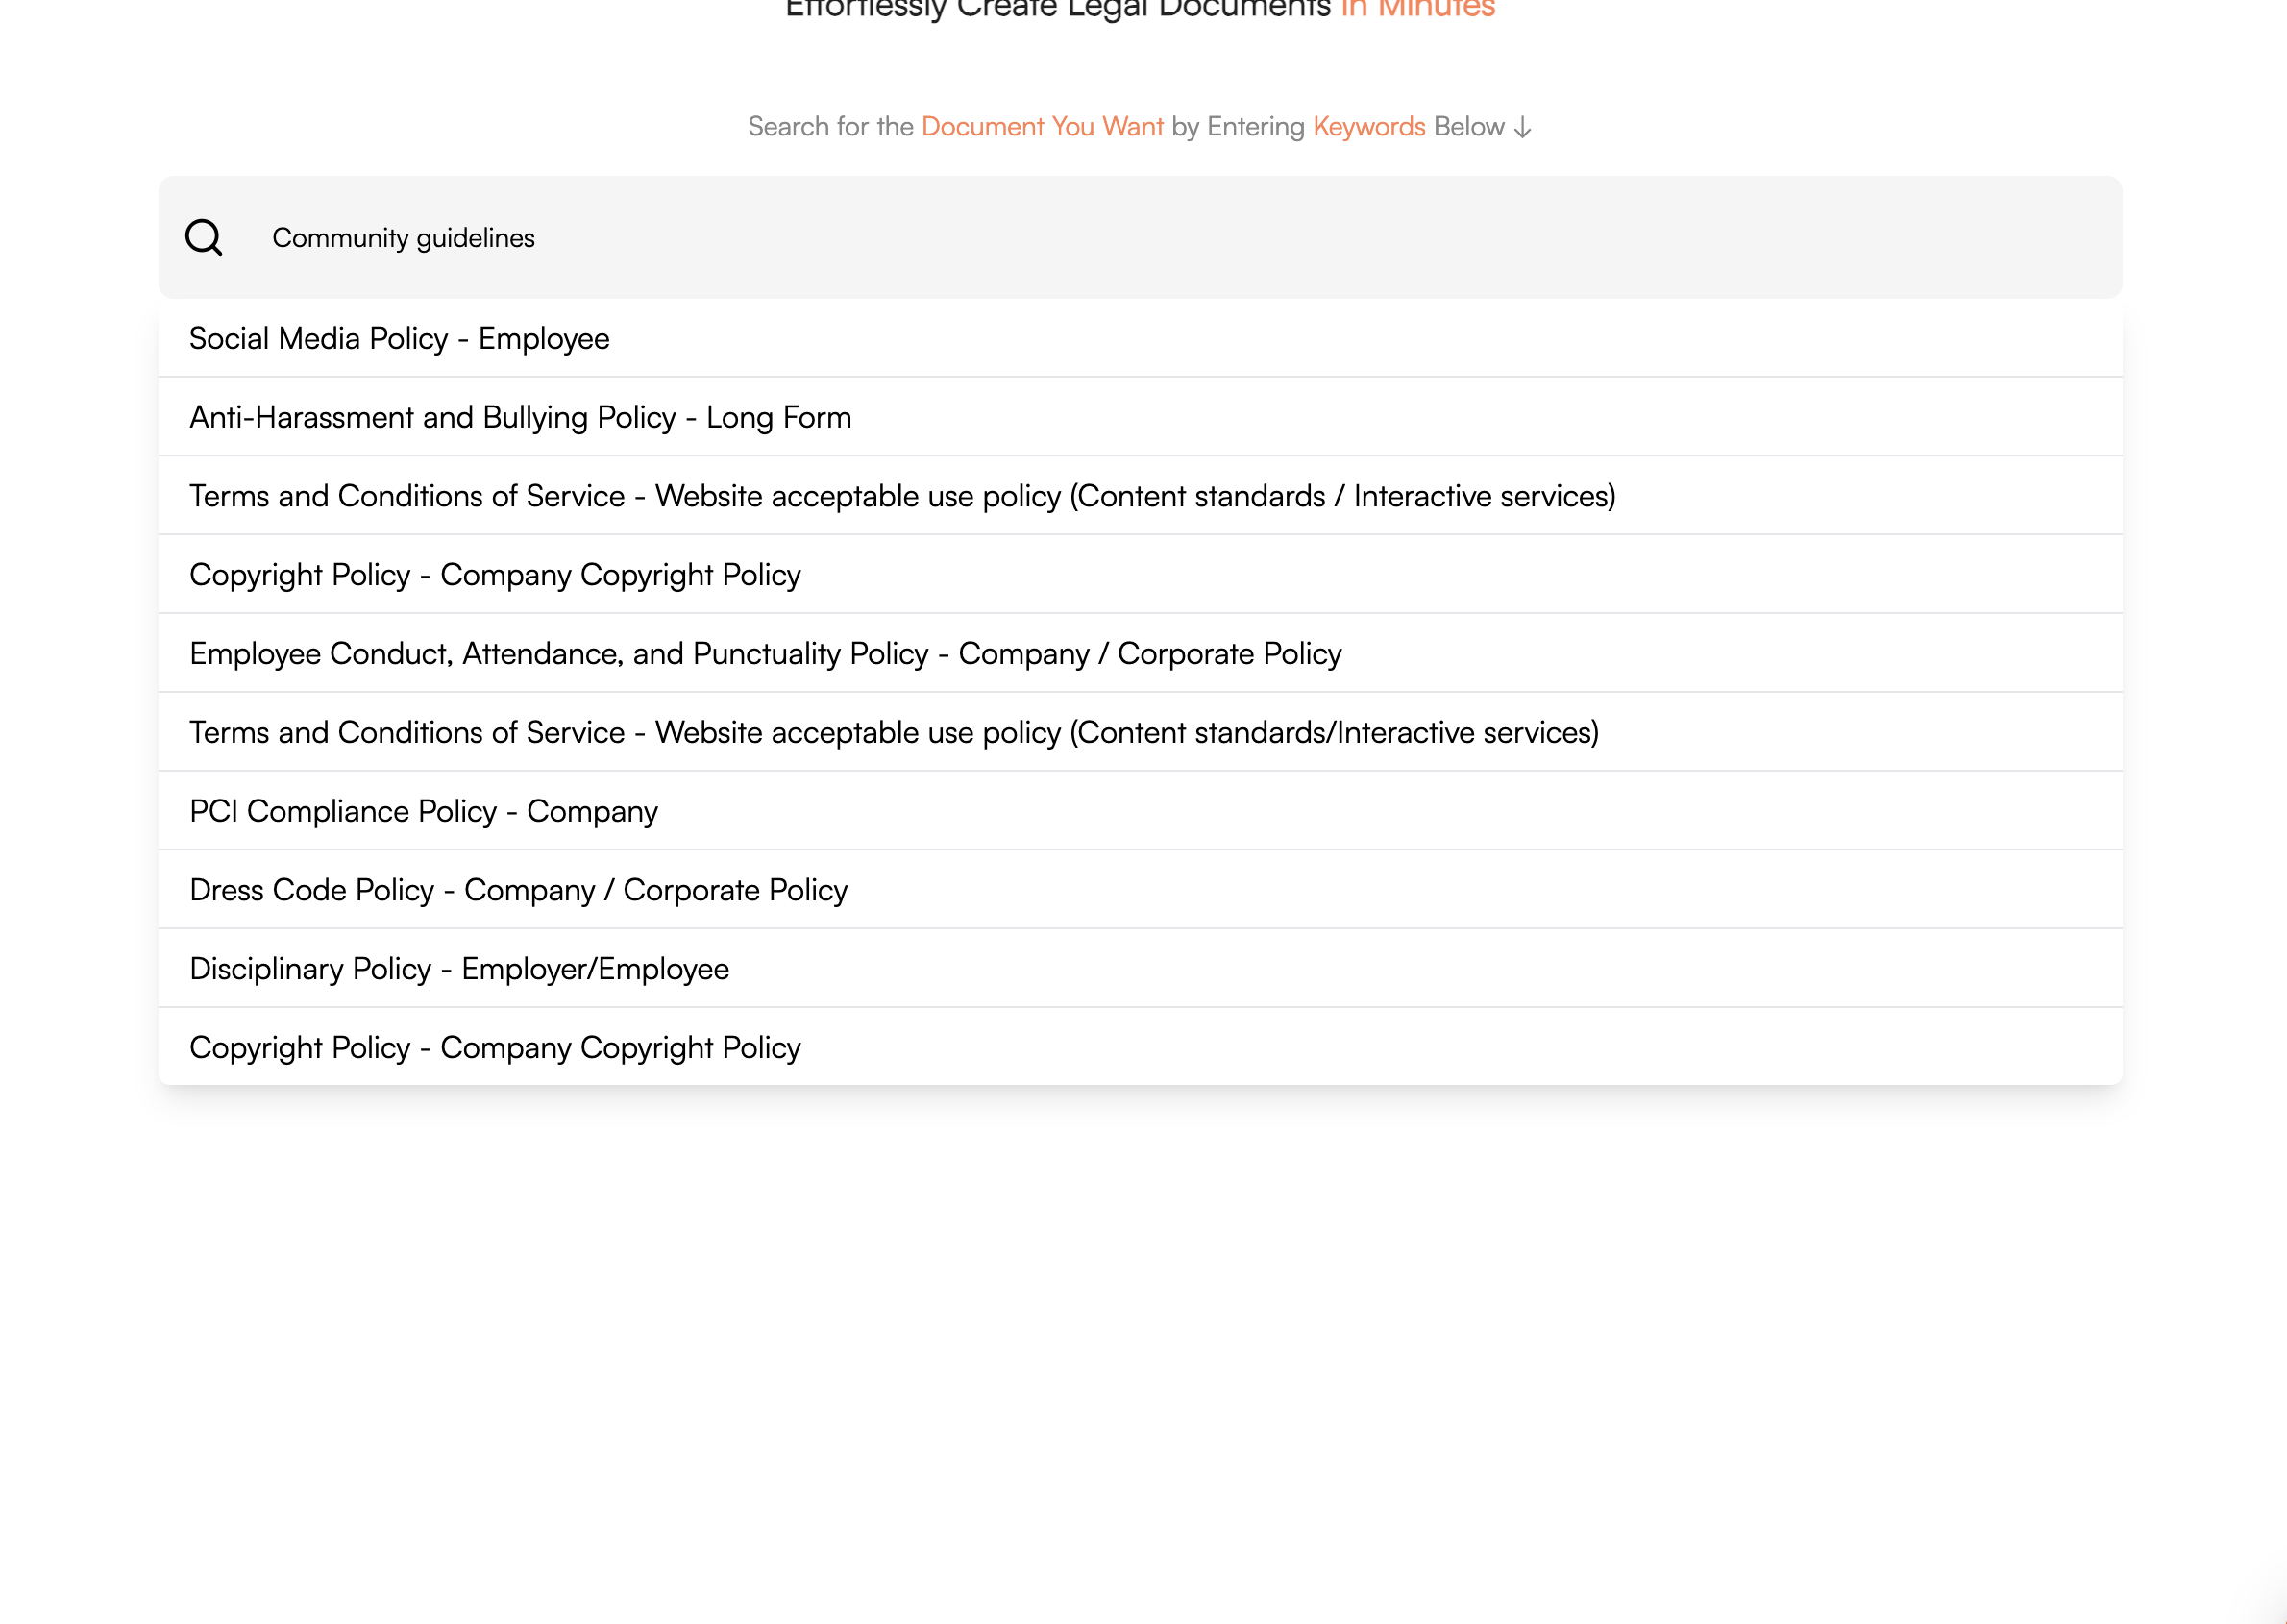 Effortlessly Create Legal Documents In Minutes
Search for the Document You Want by Entering Keywords Below ↓
Community guidelines
Social Media Policy - Employee
Anti-Harassment and Bullying Policy - Long Form
Terms and Conditions of Service - Website acceptable use policy (Content standards / Interactive services)
Copyright Policy - Company Copyright Policy
Employee Conduct, Attendance, and Punctuality Policy - Company / Corporate Policy
Terms and Conditions of Service - Website acceptable use policy (Content standards/Interactive services)
PCI Compliance Policy - Company
Dress Code Policy - Company / Corporate Policy
Disciplinary Policy - Employer/Employee
Copyright Policy - Company Copyright Policy